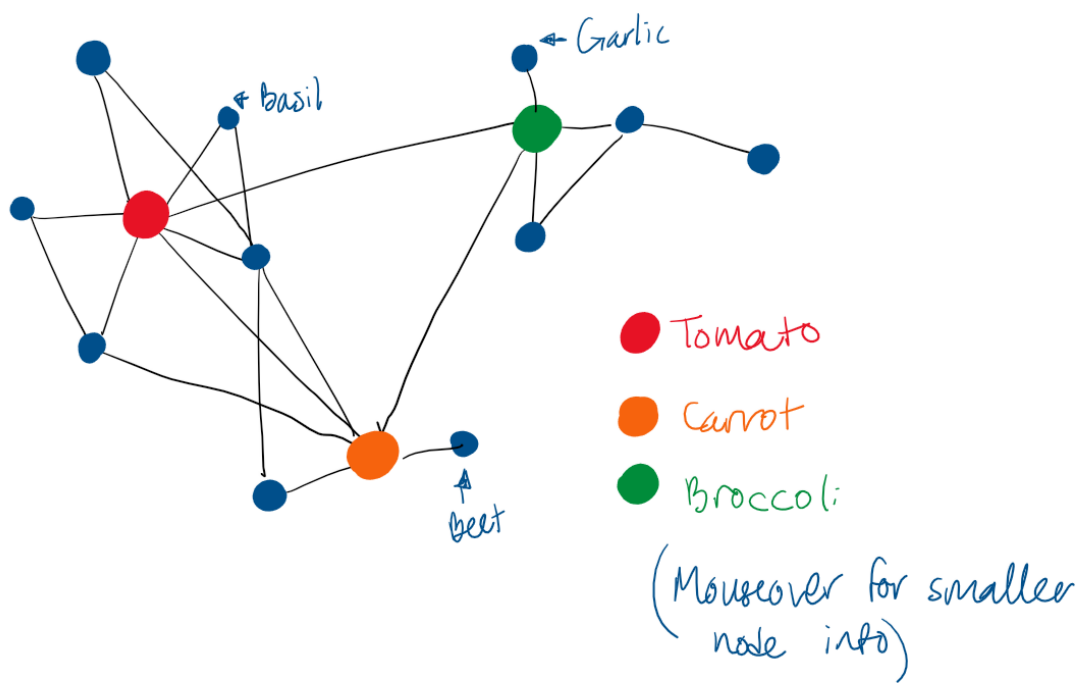 Garlic
Basil
Tomato
Carrot
Beet
Broccoli
(Mouseover for smaller
node info)